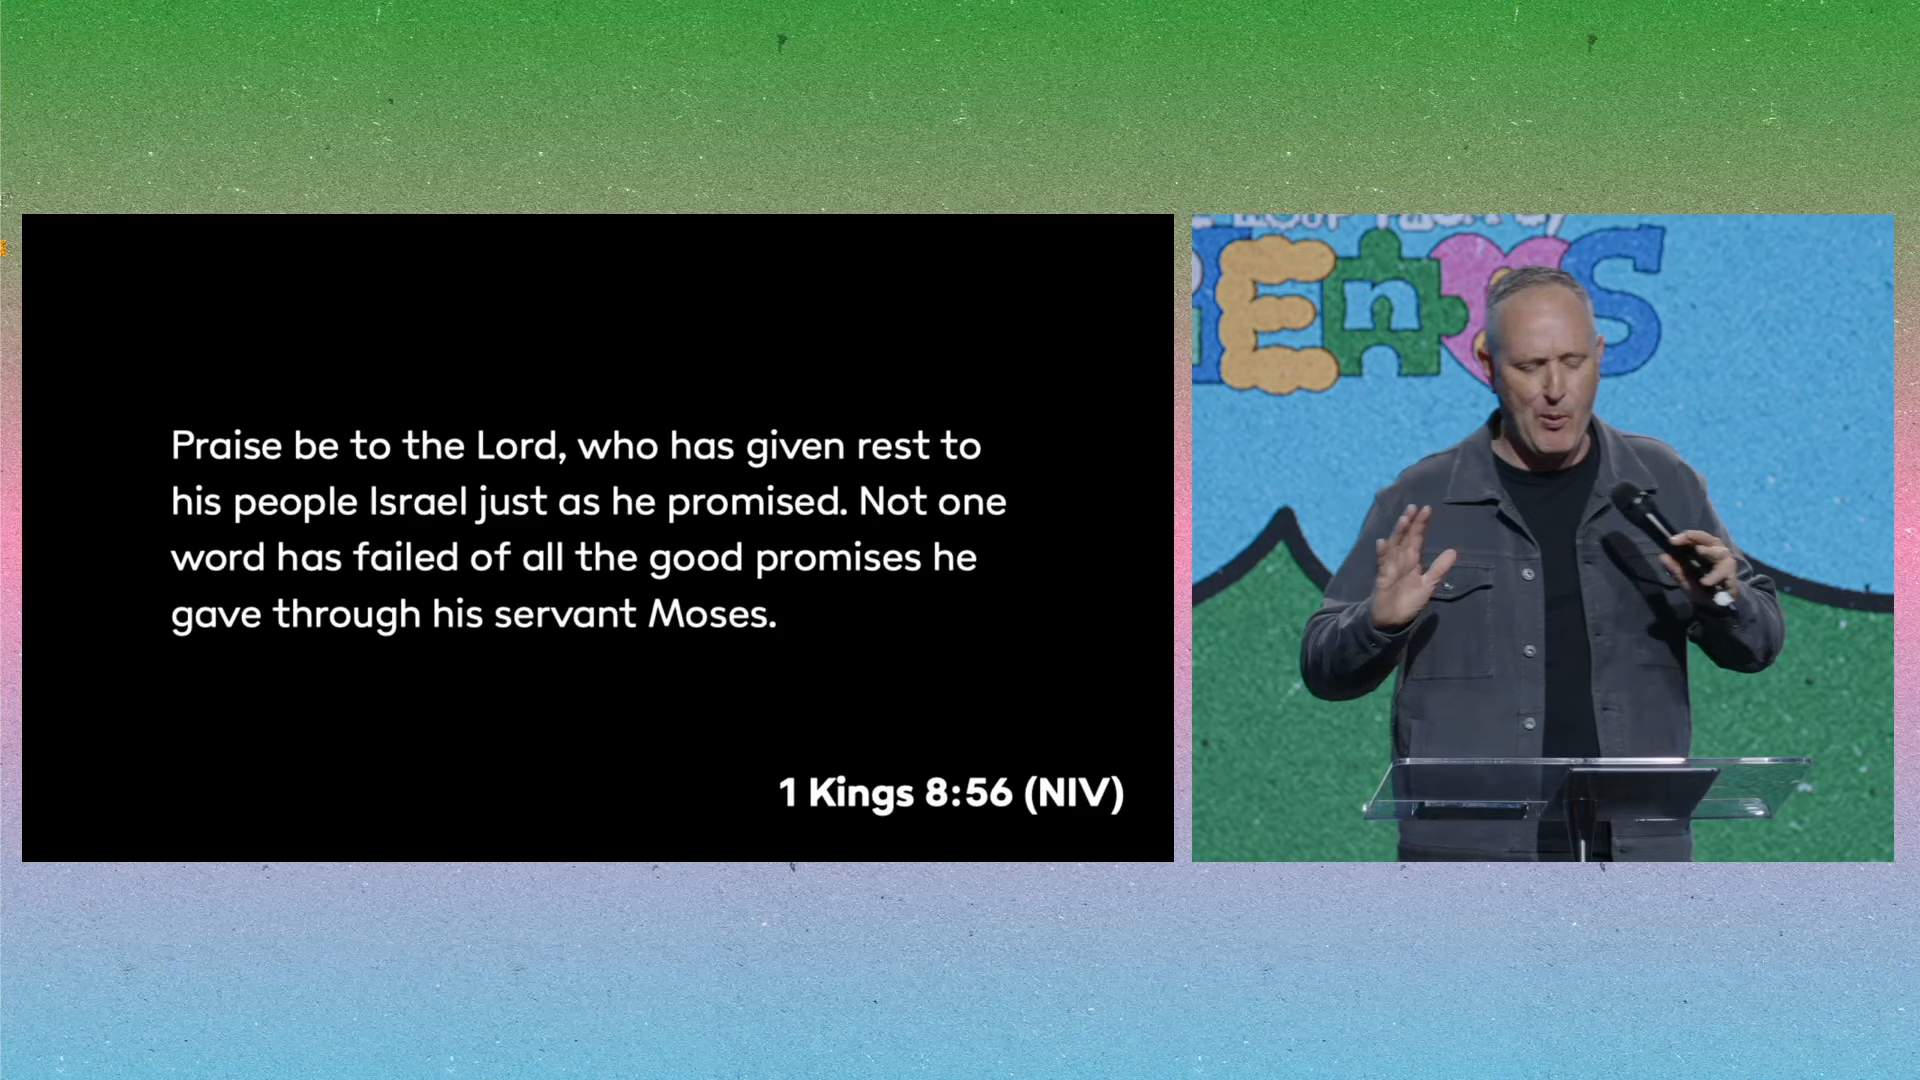 Praise be to the Lord, who has given rest to
his people Israel just as he promised. Not one
word has failed of all the good promises he
gave through his servant Moses.
1 Kings 8:56 (NIV)